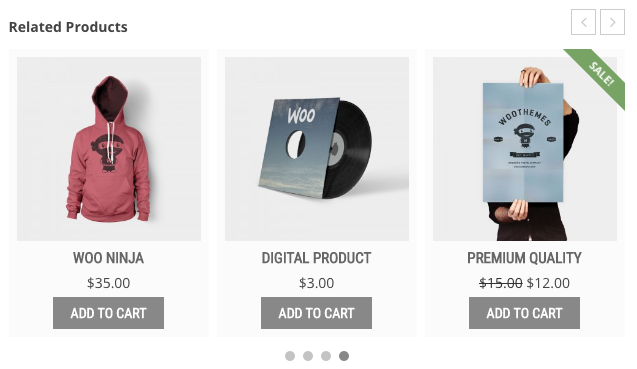 Related Products
SALE!
WOO
WOOTHEMES
WOO NINJA
$35.00
ADD TO CART
DIGITAL PRODUCT
$3.00
ADD TO CART
PREMIUM QUALITY
$15.00 $12.00
ADD TO CART